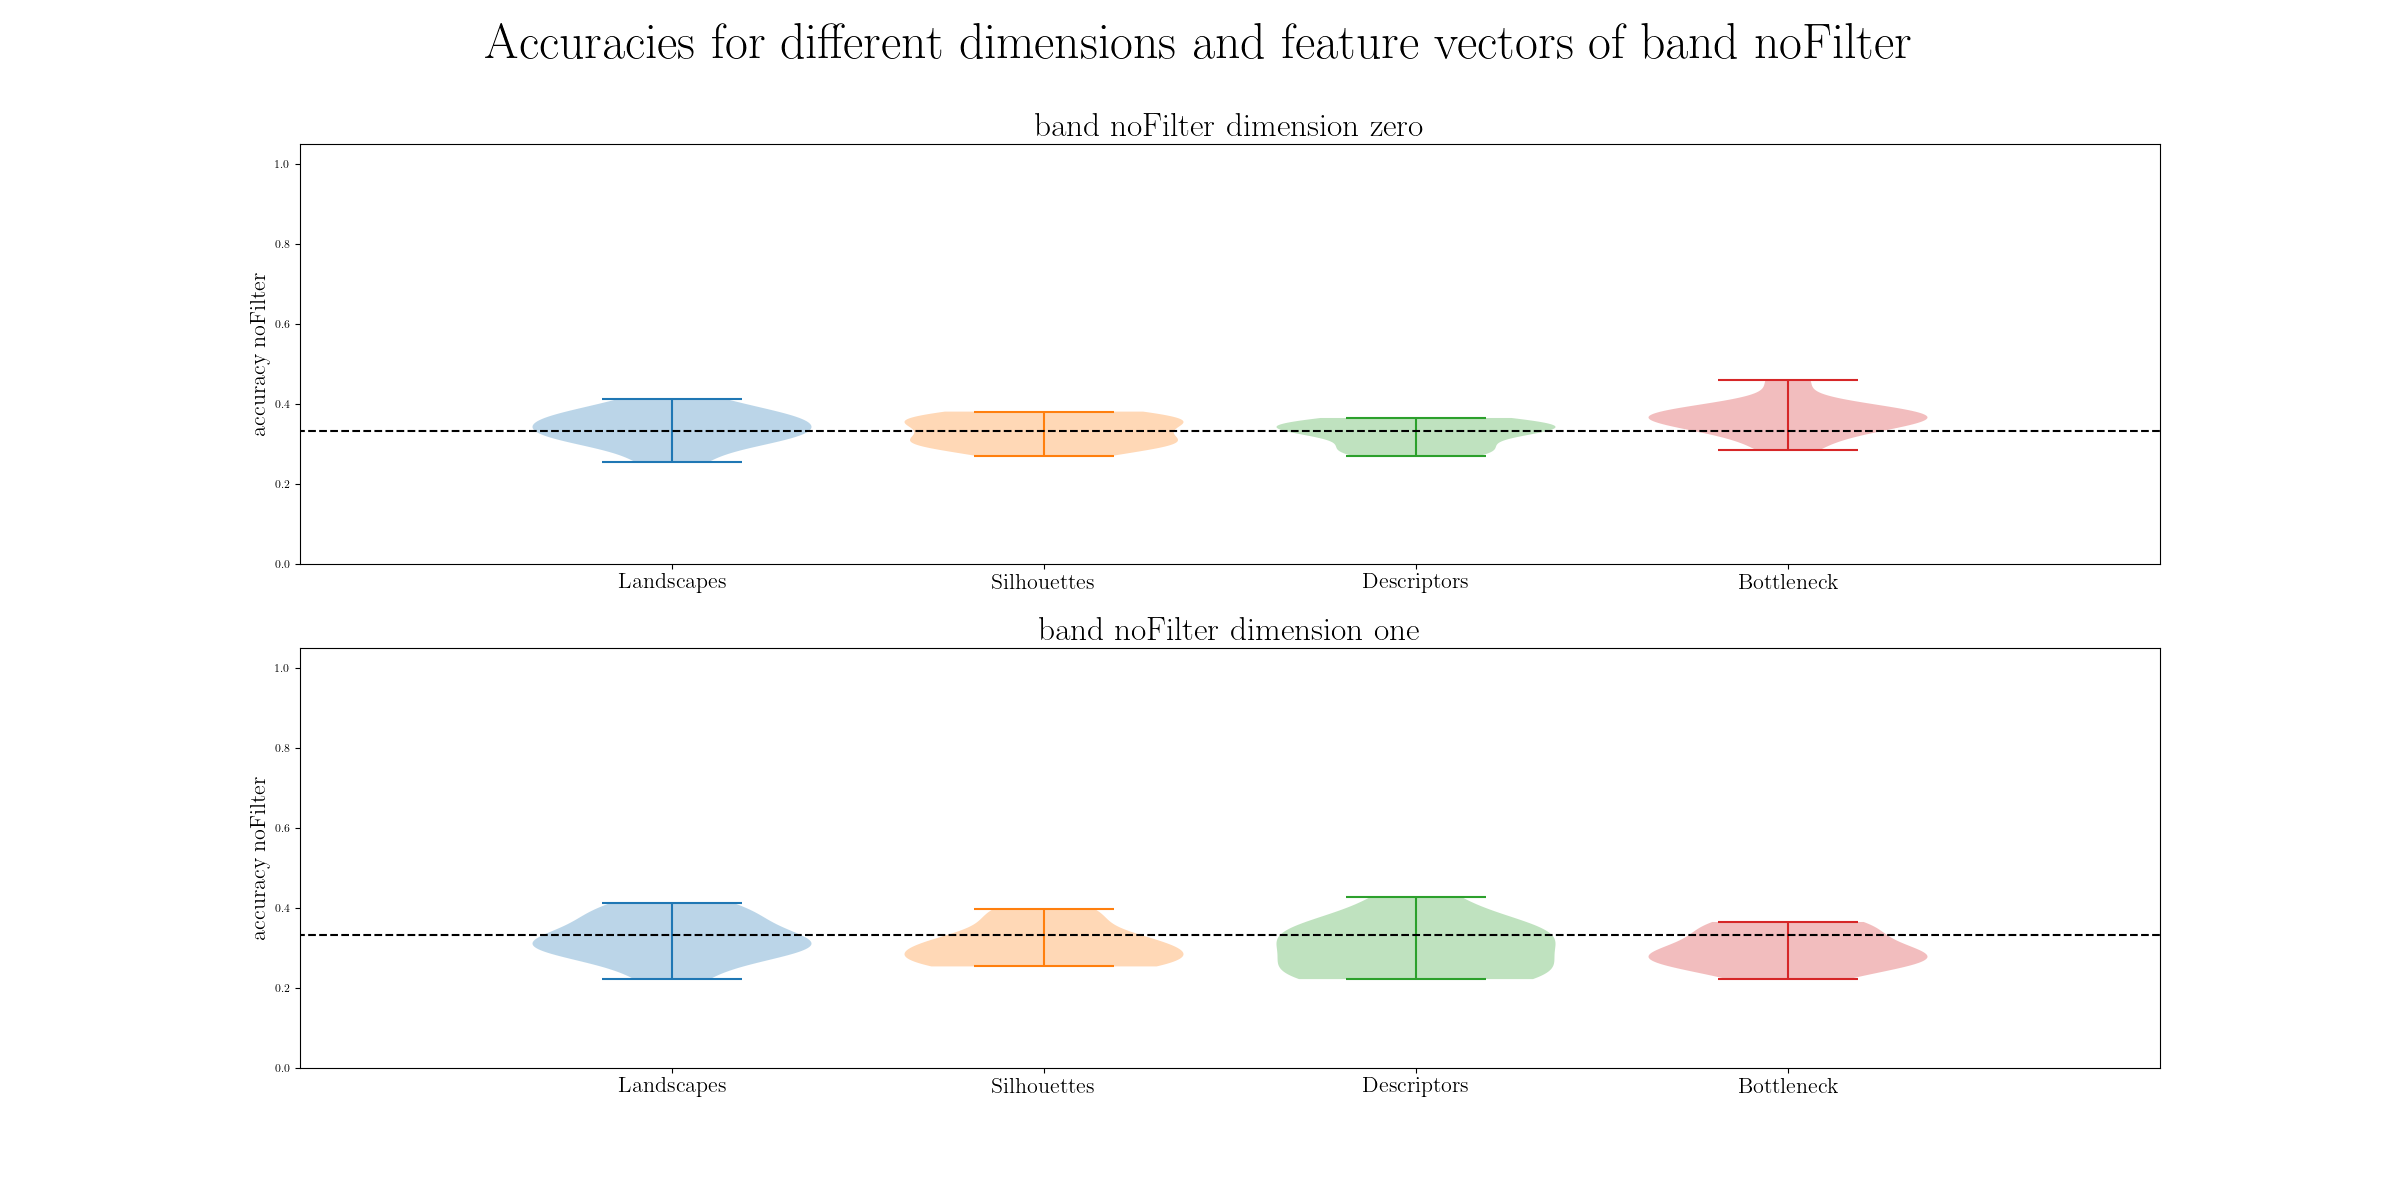 Accuracies for different dimensions and feature vectors of band noFilter
band noFilter dimension zero
accuracy noFilter
1.0
0.8
0.6
0.4
0.2
0.0
Landscapes Silhouettes Descriptors Bottleneck
band noFilter dimension one
accuracy noFilter
1.0
0.8
0.6
0.4
0.2
0.0
Landscapes Silhouettes Descriptors Bottleneck